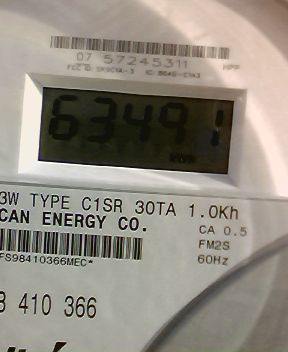 07 57245311
63491
3W TYPE C1SR 30TA 1.0Kh
CAN ENERGY CO.
CA 0.5
FM2S
60Hz
FS98410366MEC*
410 366